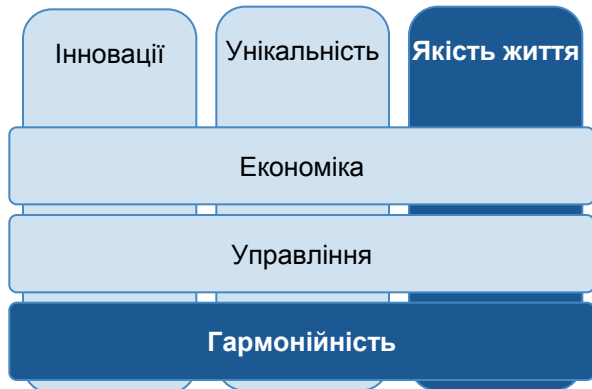 Інновації
Унікальність
Якість життя
Економіка
Управління
Гармонійність